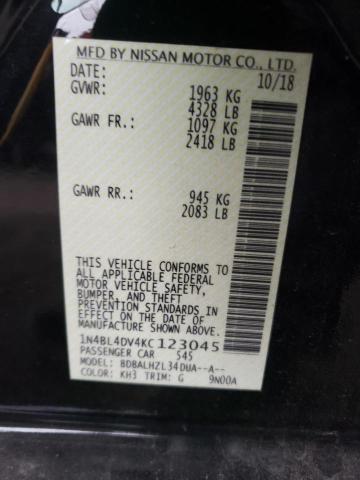 MFD BY NISSAN MOTOR CO., LTD.
DATE: 10/18
GVWR: 1963 KG
4328 LB
GAWR FR.: 1097 KG
2418 LB
GAWR RR.: 945 KG
2083 LB
THIS VEHICLE CONFORMS TO
ALL APPLICABLE FEDERAL
MOTOR VEHICLE SAFETY,
BUMPER, AND THEFT
PREVENTION STANDARDS IN
EFFECT ON THE DATE OF
MANUFACTURE SHOWN ABOVE.
1N4BL4DV4KC123045
PASSENGER CAR 545
MODEL: BDBALHZL34DUA--A--
COLOR: KH3 TRIM: G 9N00A